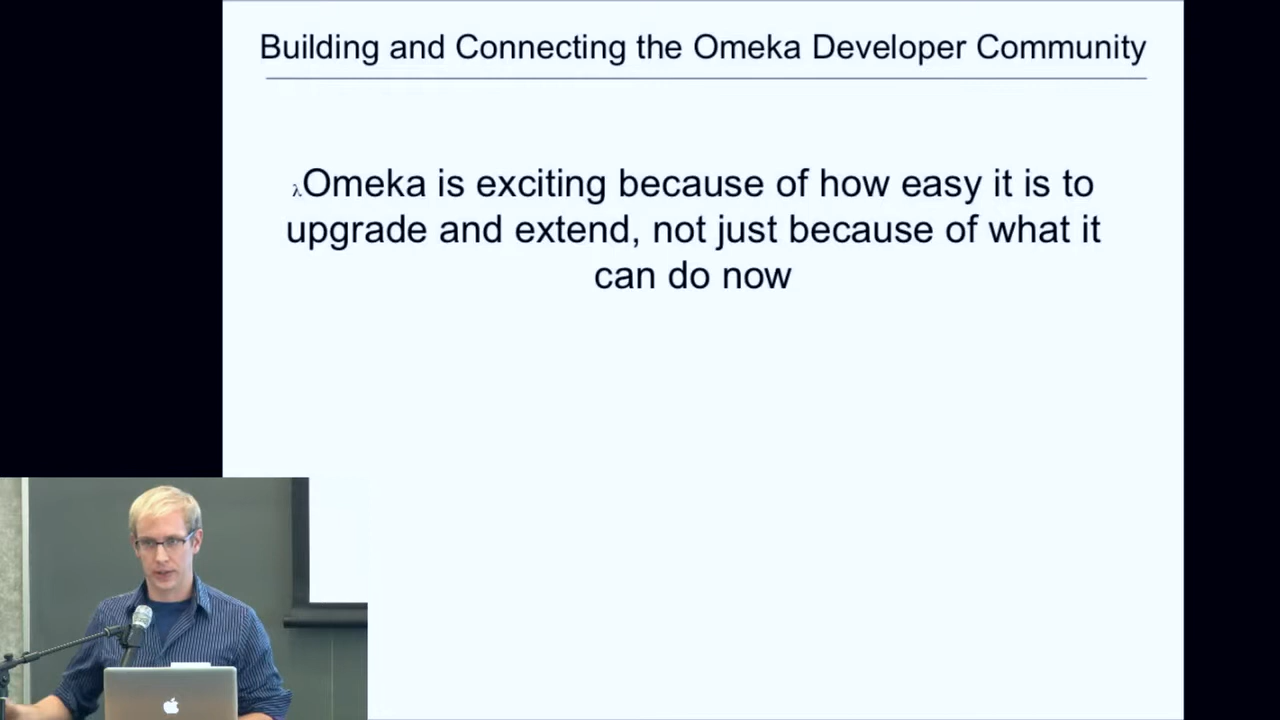 Building and Connecting the Omeka Developer Community
λOmeka is exciting because of how easy it is to
upgrade and extend, not just because of what it
can do now